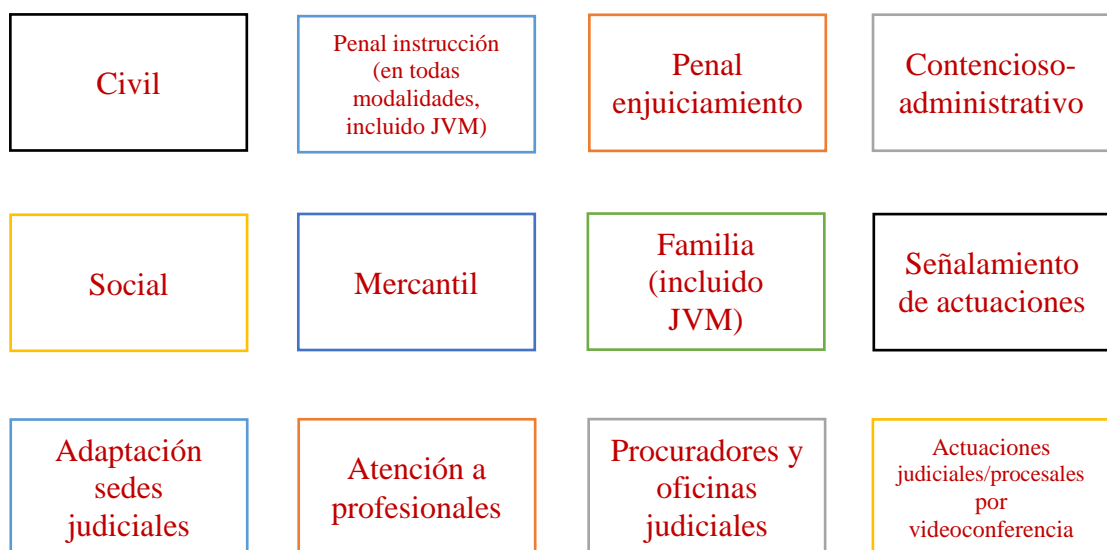 Civil
Penal instrucción
(en todas
modalidades,
incluido JVM)
Penal
enjuiciamiento
Contencioso-
administrativo
Social
Mercantil
Familia
(incluido
JVM)
Señalamiento
de actuaciones
Adaptación
sedes
judiciales
Atención a
profesionales
Procuradores y
oficinas
judiciales
Actuaciones
judiciales/procesales
por
videoconferencia